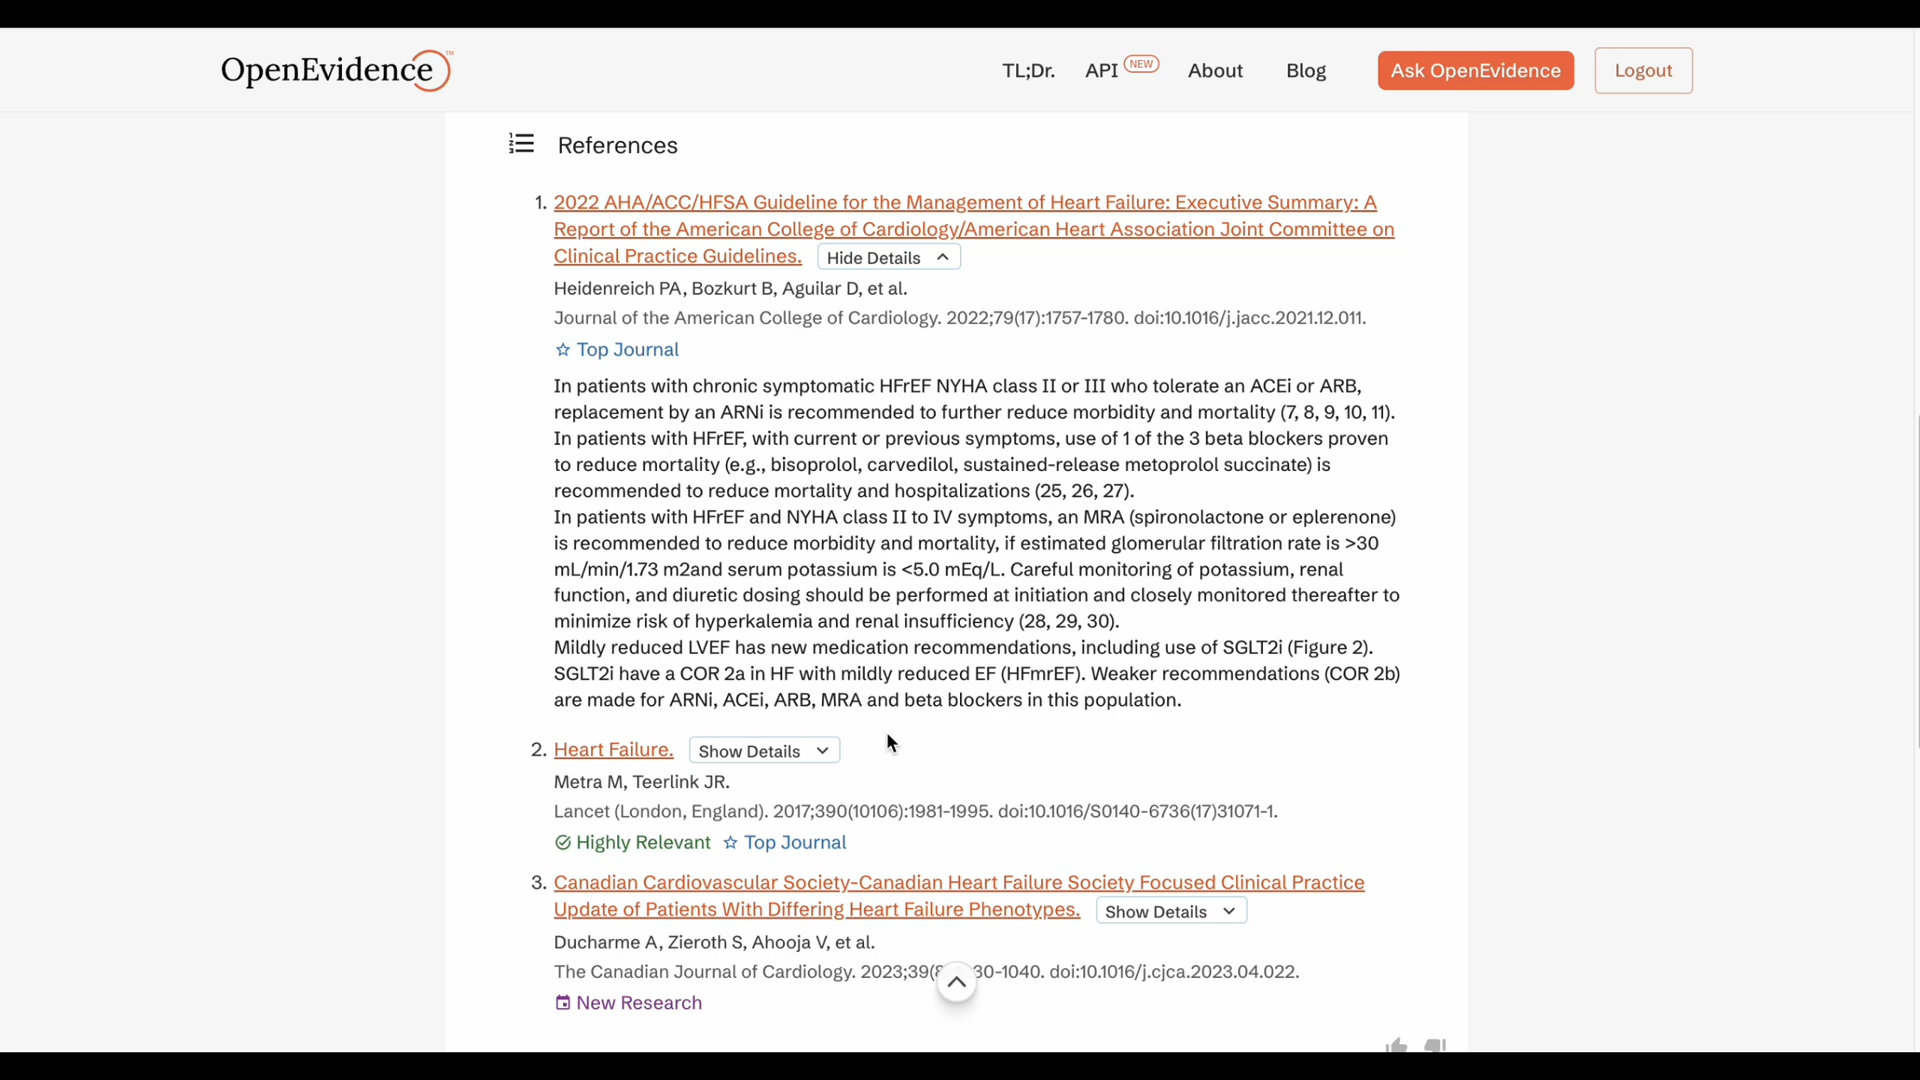 OpenEvidence™
TL;Dr.
API NEW
About
Blog
Ask OpenEvidence
Logout
References
1. 2022 AHA/ACC/HFSA Guideline for the Management of Heart Failure: Executive Summary: A
Report of the American College of Cardiology/American Heart Association Joint Committee on
Clinical Practice Guidelines. Hide Details
Heidenreich PA, Bozkurt B, Aguilar D, et al.
Journal of the American College of Cardiology. 2022;79(17):1757-1780. doi:10.1016/j.jacc.2021.12.011.
Top Journal
In patients with chronic symptomatic HFrEF NYHA class II or III who tolerate an ACEi or ARB,
replacement by an ARNi is recommended to further reduce morbidity and mortality (7, 8, 9, 10, 11).
In patients with HFrEF, with current or previous symptoms, use of 1 of the 3 beta blockers proven
to reduce mortality (e.g., bisoprolol, carvedilol, sustained-release metoprolol succinate) is
recommended to reduce mortality and hospitalizations (25, 26, 27).
In patients with HFrEF and NYHA class II to IV symptoms, an MRA (spironolactone or eplerenone)
is recommended to reduce morbidity and mortality, if estimated glomerular filtration rate is >30
mL/min/1.73 m2and serum potassium is <5.0 mEq/L. Careful monitoring of potassium, renal
function, and diuretic dosing should be performed at initiation and closely monitored thereafter to
minimize risk of hyperkalemia and renal insufficiency (28, 29, 30).
Mildly reduced LVEF has new medication recommendations, including use of SGLT2i (Figure 2).
SGLT2i have a COR 2a in HF with mildly reduced EF (HFmrEF). Weaker recommendations (COR 2b)
are made for ARNi, ACEi, ARB, MRA and beta blockers in this population.
2. Heart Failure. Show Details
Metra M, Teerlink JR.
Lancet (London, England). 2017;390(10106):1981-1995. doi:10.1016/S0140-6736(17)31071-1.
Highly Relevant Top Journal
3. Canadian Cardiovascular Society-Canadian Heart Failure Society Focused Clinical Practice
Update of Patients With Differing Heart Failure Phenotypes. Show Details
Ducharme A, Zieroth S, Ahooja V, et al.
The Canadian Journal of Cardiology. 2023;39( 30-1040. doi:10.1016/j.cjca.2023.04.022.
New Research